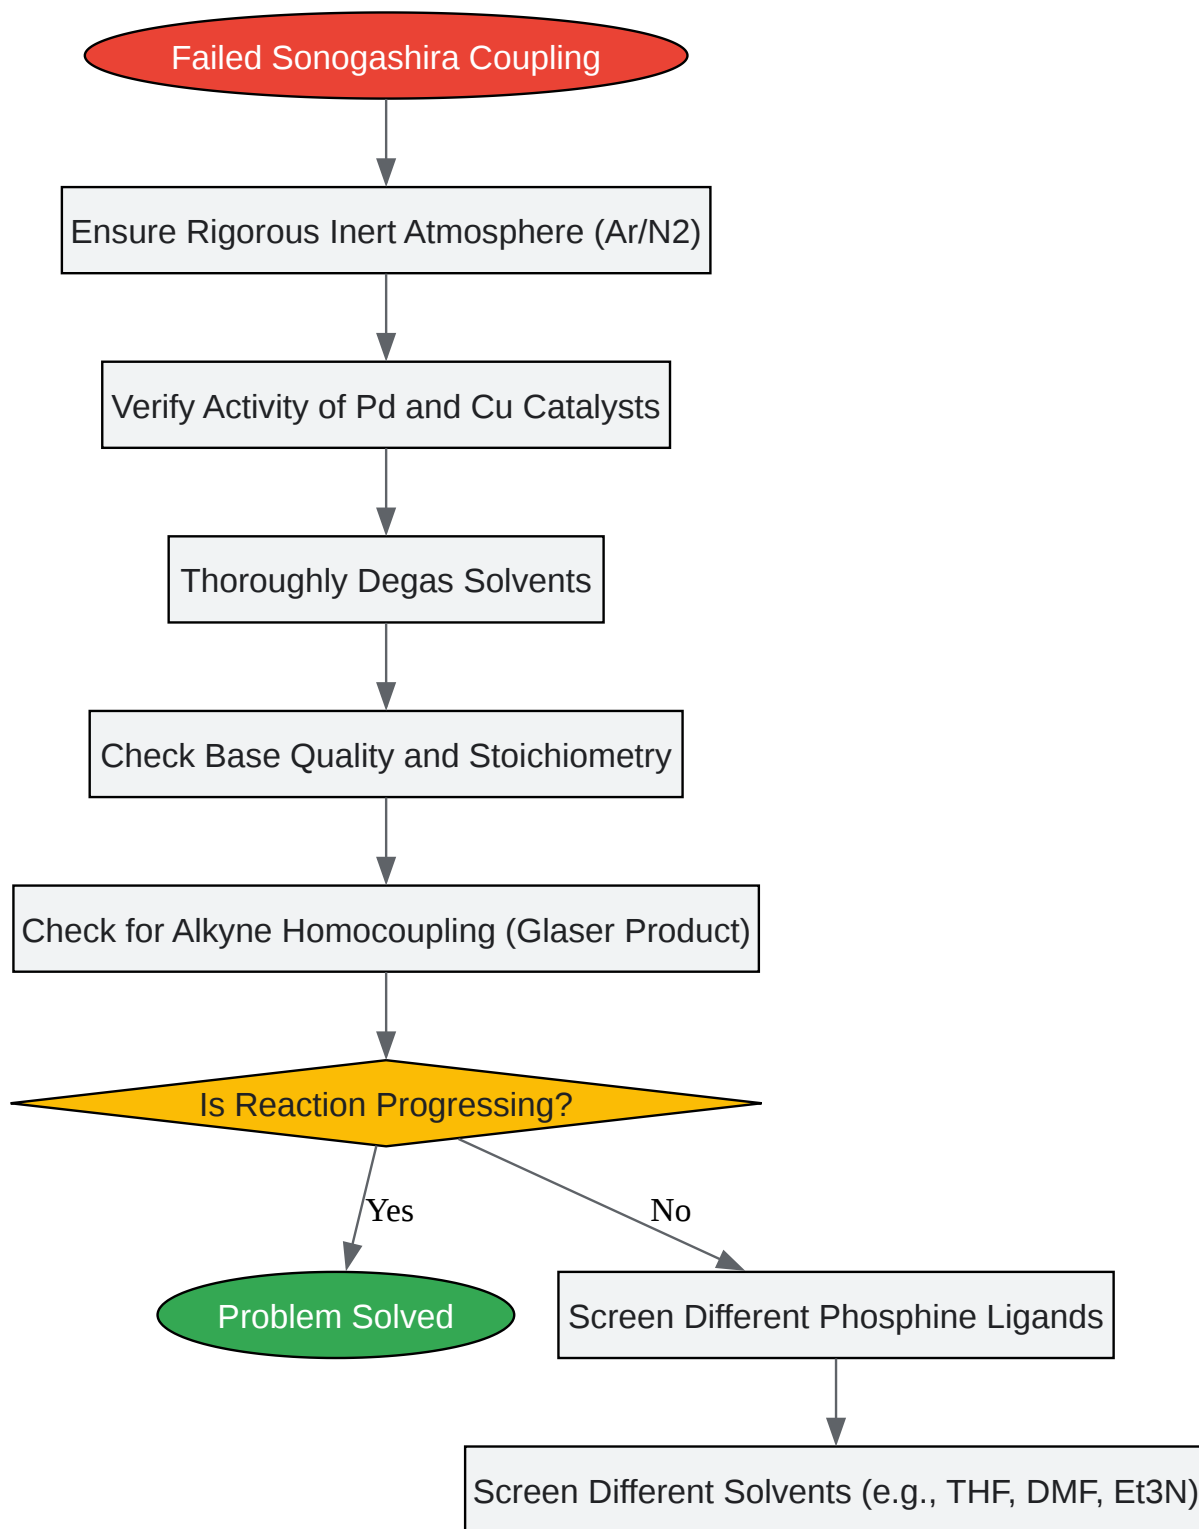 Failed Sonogashira Coupling
Ensure Rigorous Inert Atmosphere (Ar/N2)
Verify Activity of Pd and Cu Catalysts
Thoroughly Degas Solvents
Check Base Quality and Stoichiometry
Check for Alkyne Homocoupling (Glaser Product)
Is Reaction Progressing?
Yes
No
Problem Solved
Screen Different Phosphine Ligands
Screen Different Solvents (e.g., THF, DMF, Et3N)